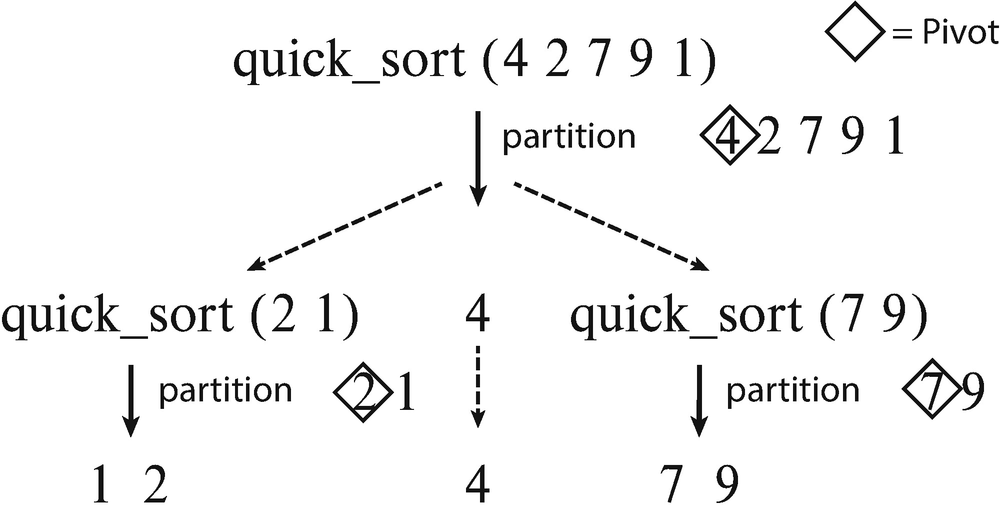 = Pivot
quick_sort (4 2 7 9 1)
partition 4 2 7 9 1
quick_sort (2 1) 4 quick_sort (7 9)
partition 2 1 partition 7 9
1 2 4 7 9